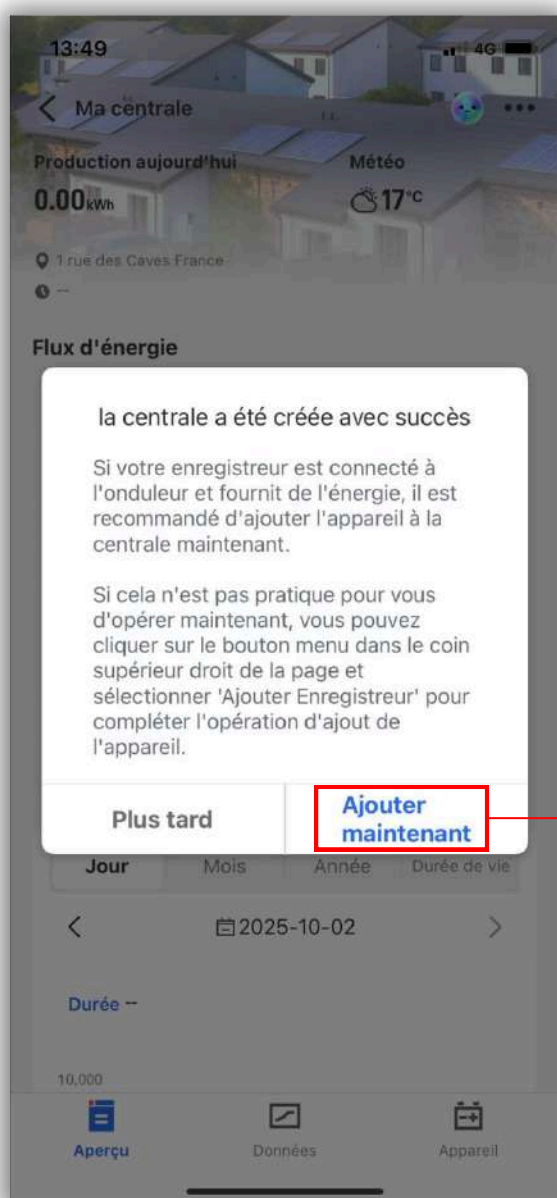 13:49
4G
Ma centrale
Production aujourd'hui
Météo
0.00kWh
17°C
1 rue des Caves France
--
Flux d'énergie
la centrale a été créée avec succès
Si votre enregistreur est connecté à
l'onduleur et fournit de l'énergie, il est
recommandé d'ajouter l'appareil à la
centrale maintenant.
Si cela n'est pas pratique pour vous
d'opérer maintenant, vous pouvez
cliquer sur le bouton menu dans le coin
supérieur droit de la page et
sélectionner 'Ajouter Enregistreur' pour
compléter l'opération d'ajout de
l'appareil.
Plus tard
Ajouter
maintenant
Jour
Mois
Année
Durée de vie
2025-10-02
Durée --
10,000
Aperçu
Données
Appareil